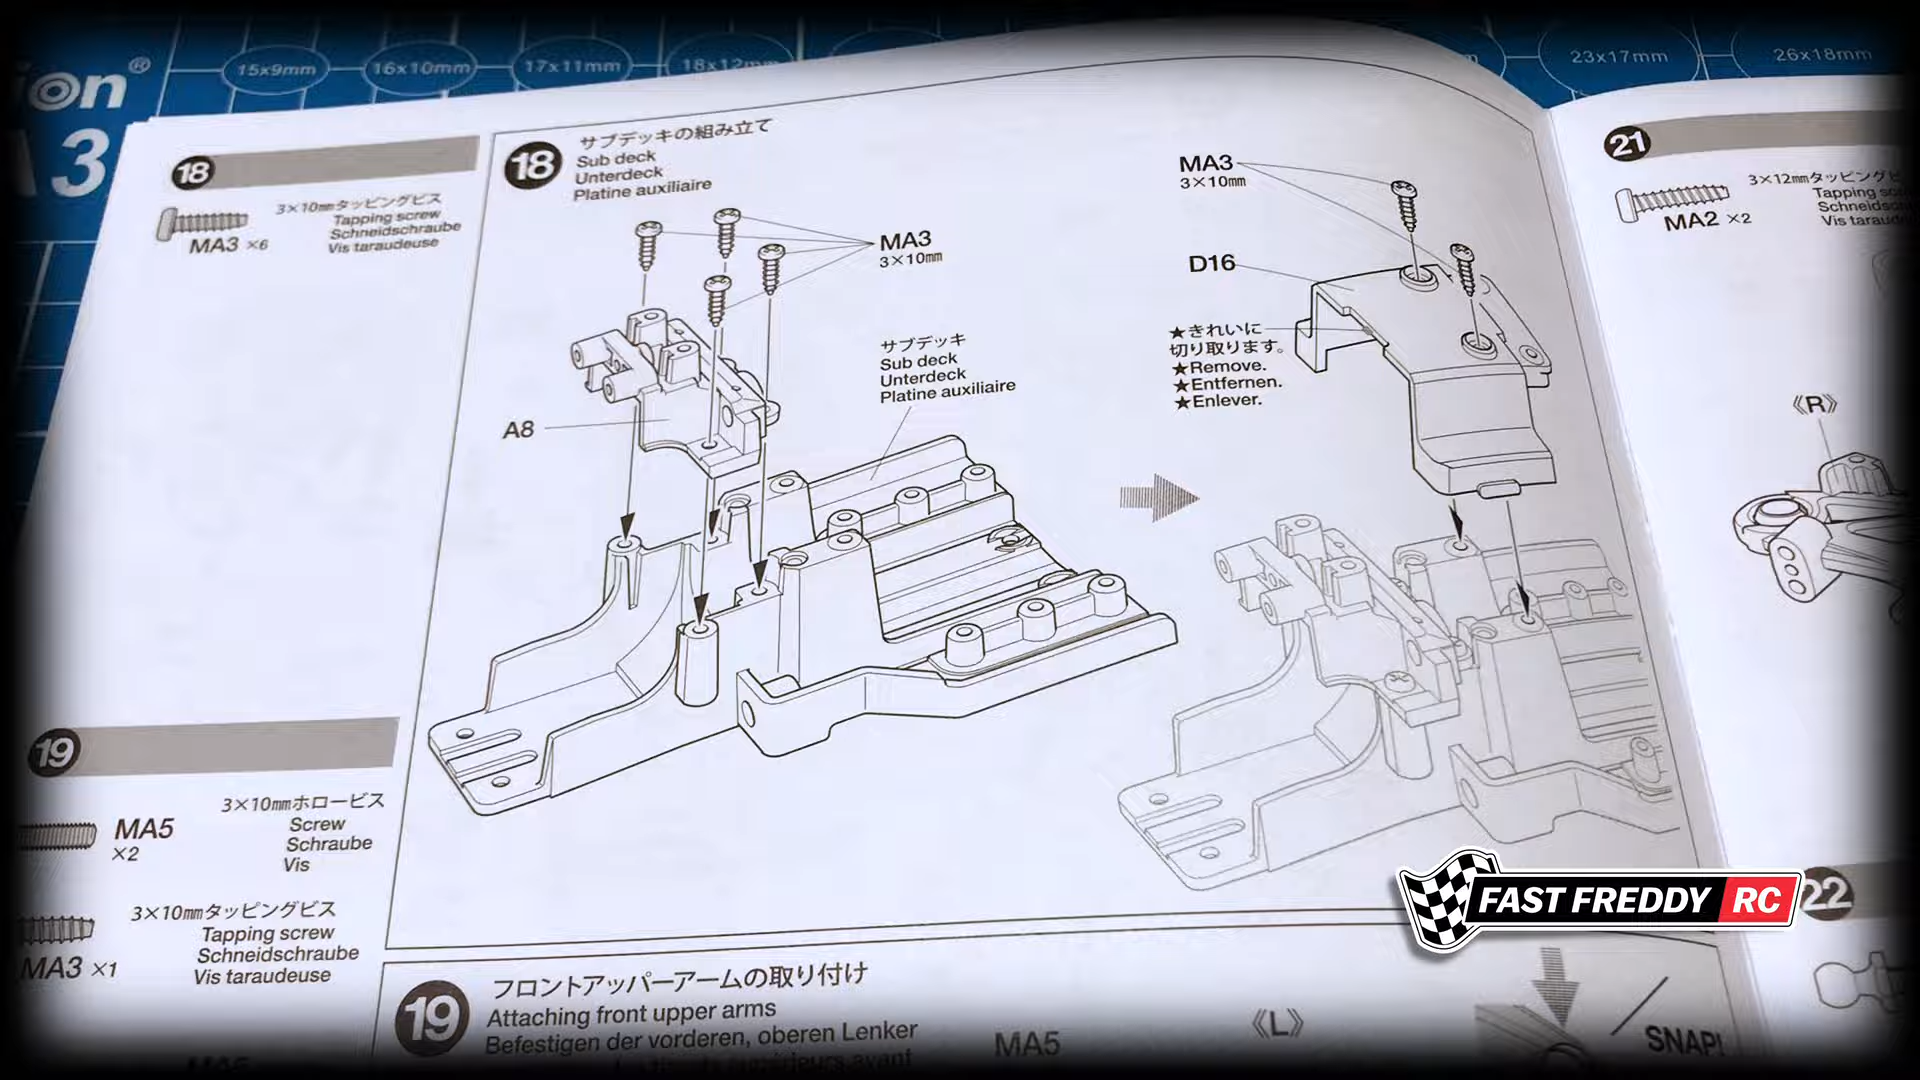 ion®
A3
15x9mm
16x10mm
17x11mm
18x12mm
23x17mm
26x18mm
18
3×10㎜タッピングビス
Tapping screw
Schneidschraube
Vis taraudeuse
MA3 ×6
18
サブデッキの組み立て
Sub deck
Unterdeck
Platine auxiliaire
MA3
3×10㎜
A8
サブデッキ
Sub deck
Unterdeck
Platine auxiliaire
MA3
3×10㎜
D16
★きれいに
切り取ります。
★Remove.
★Entfernen.
★Enlever.
19
MA5
×2
3×10㎜ホロービス
Screw
Schraube
Vis
MA3 ×1
3×10㎜タッピングビス
Tapping screw
Schneidschraube
Vis taraudeuse
19
フロントアッパーアームの取り付け
Attaching front upper arms
Befestigen der vorderen, oberen Lenker
MA5
《L》
SNAP!
21
3×12㎜タッピングビ
Tapping
Vis
MA2 ×2
《R》
22
FAST FREDDY RC